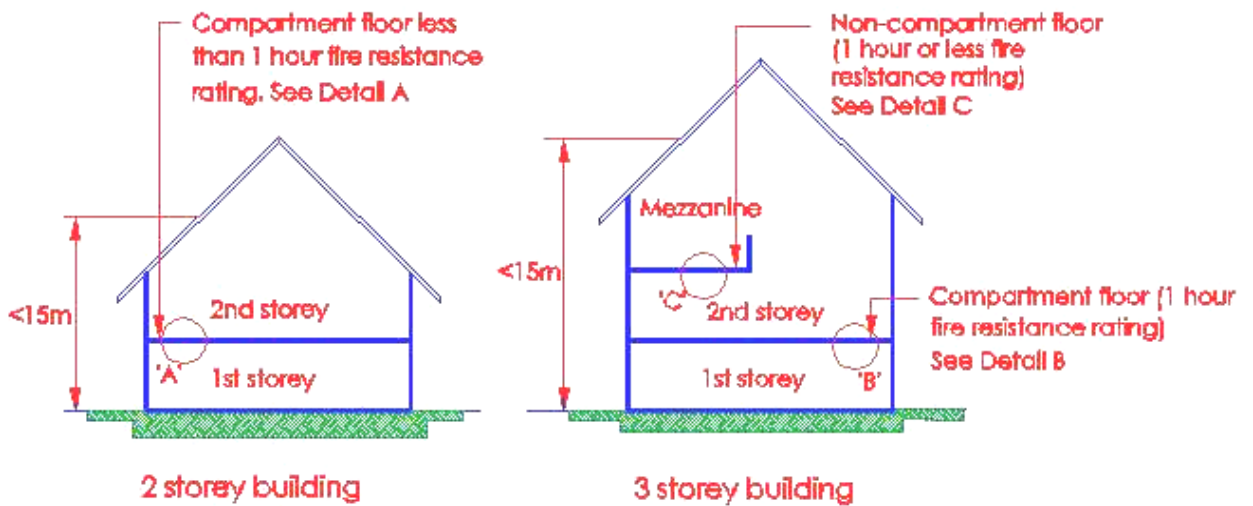 Compartment floor less
than 1 hour fire resistance
rating. See Detail A
<15m
2nd storey
'A'
1st storey
2 storey building
Non-compartment floor
(1 hour or less fire
resistance rating)
See Detail C
Mezzanine
<15m
'C'
2nd storey
Compartment floor (1 hour
fire resistance rating)
See Detail B
1st storey
'B'
3 storey building